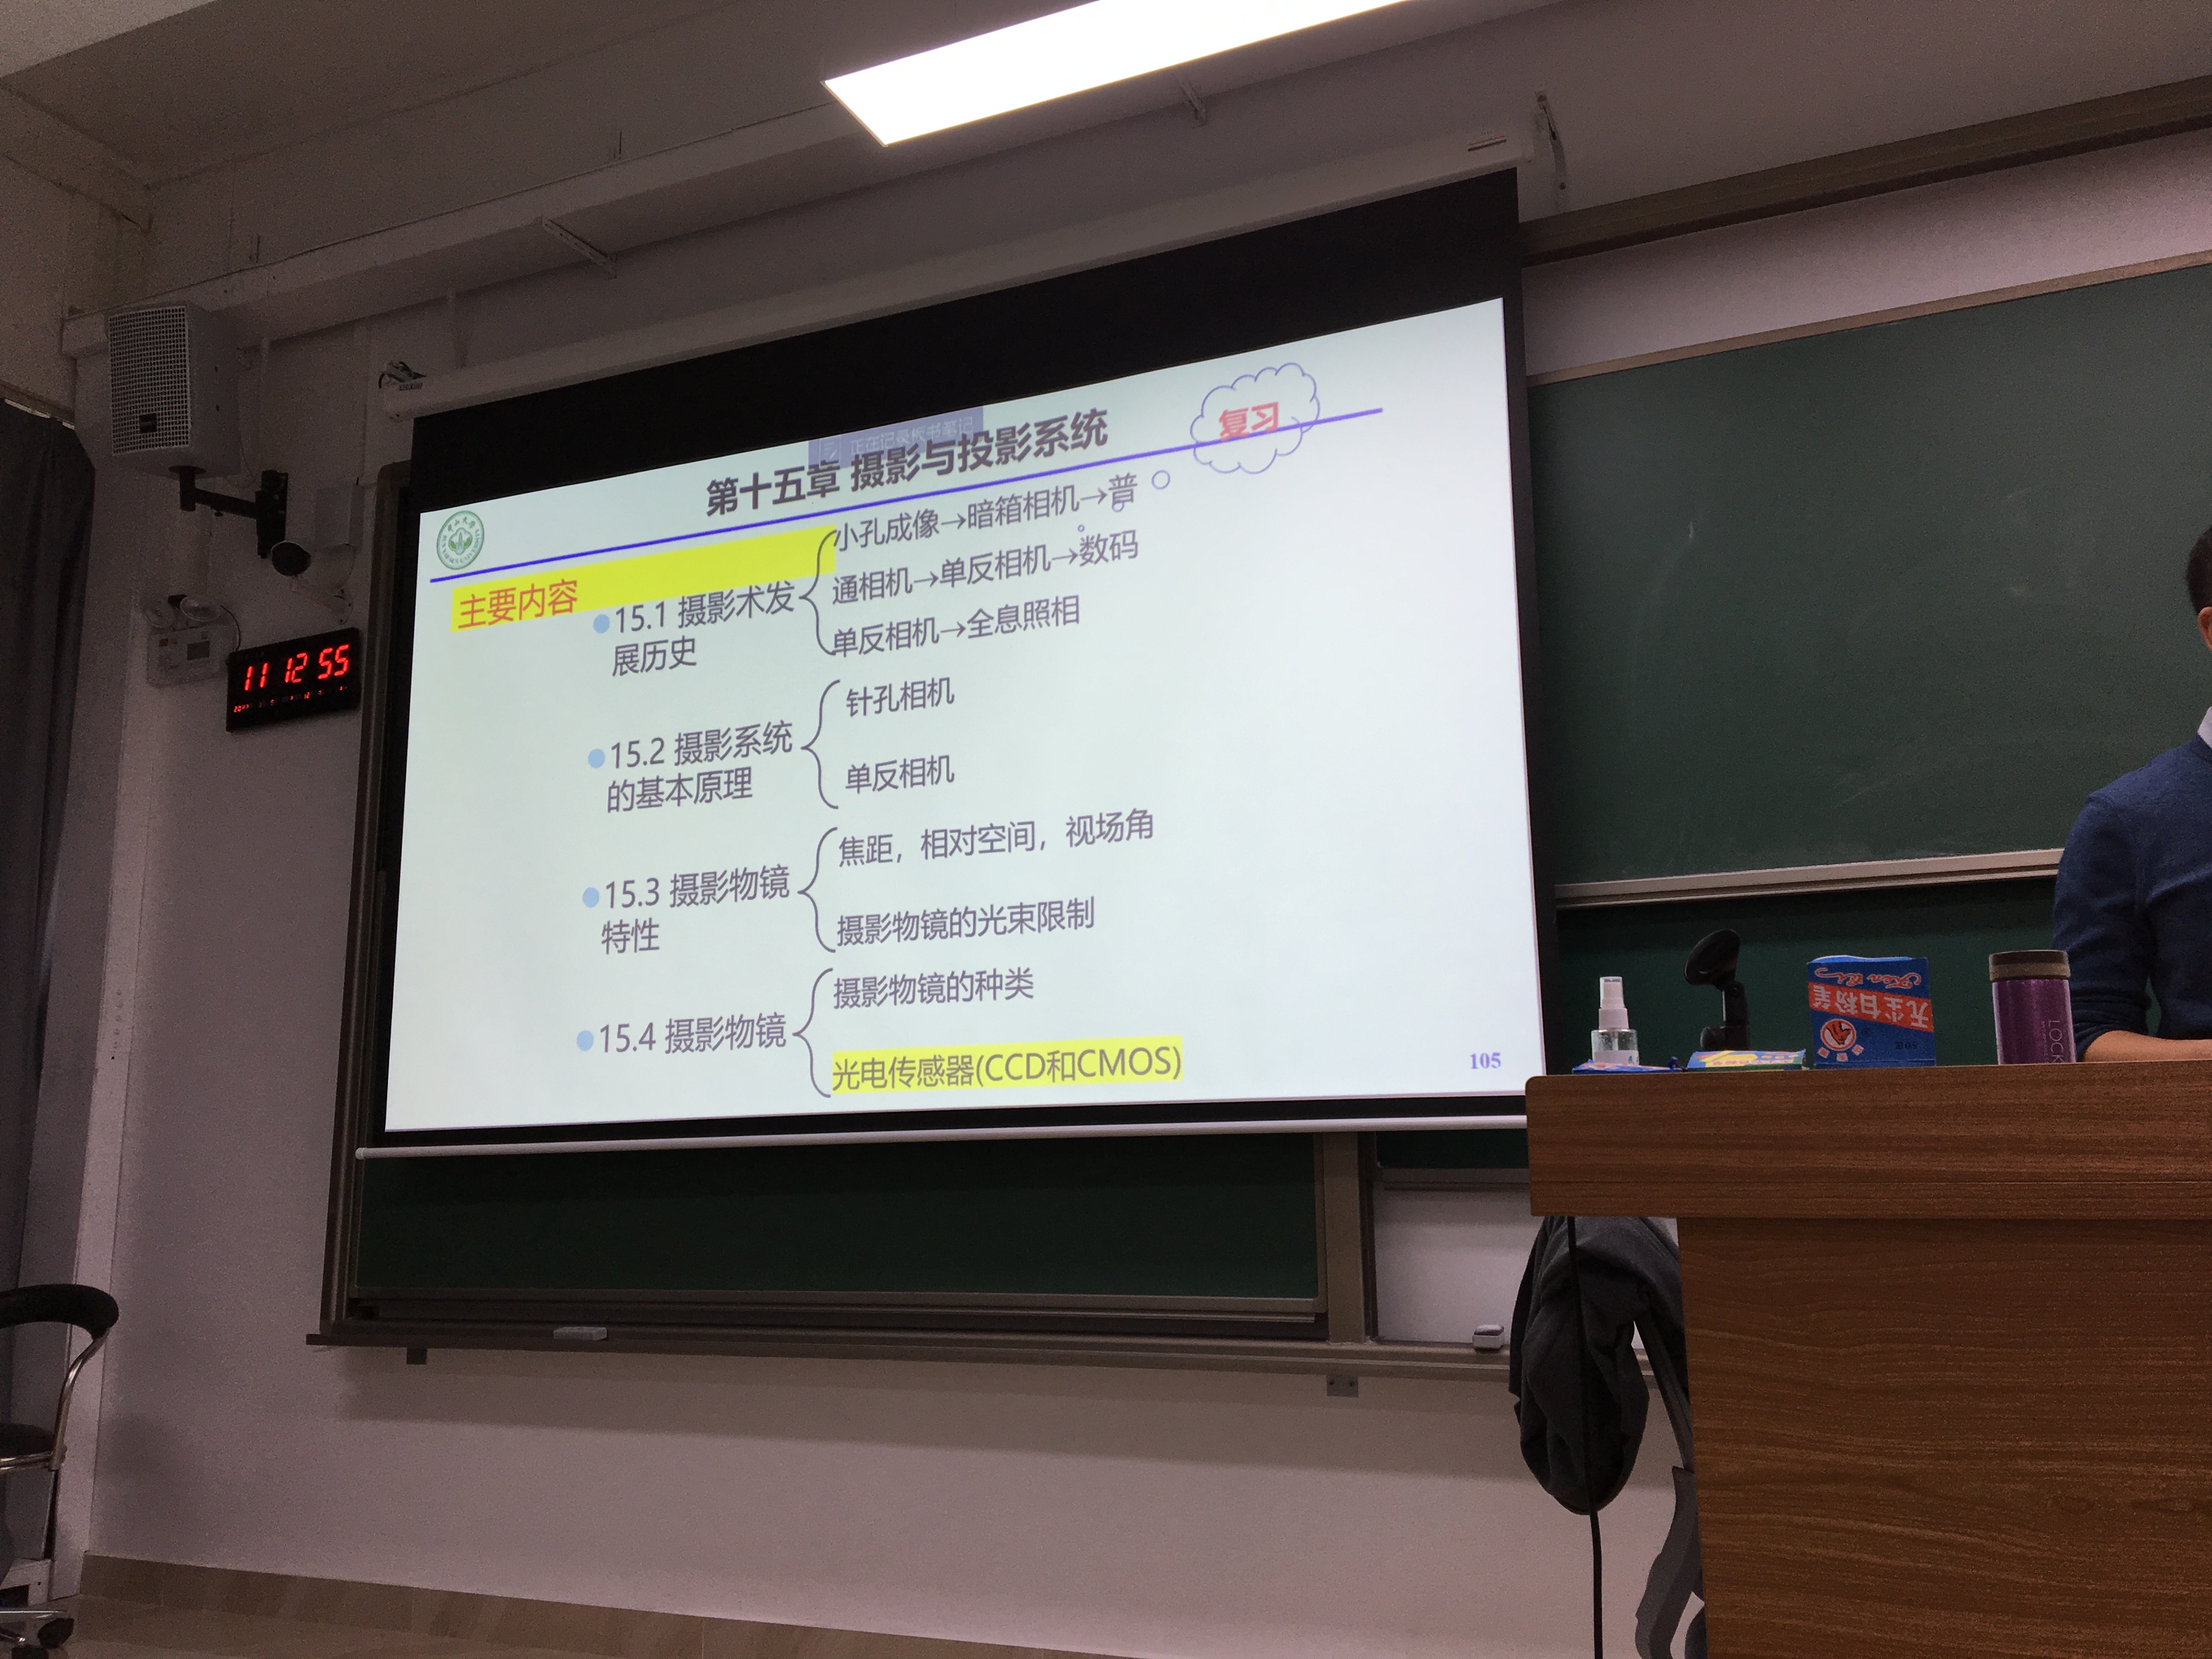 正在记录板书笔记
第十五章 摄影与投影系统
复习
主要内容
15.1 摄影术发
展历史
小孔成像→暗箱相机→普
通相机→单反相机→数码
单反相机→全息照相
15.2 摄影系统
的基本原理
针孔相机
单反相机
15.3 摄影物镜
特性
焦距，相对空间，视场角
摄影物镜的光束限制
15.4 摄影物镜
摄影物镜的种类
光电传感器(CCD和CMOS)
105
11 12 55
无尘白粉笔
LOCK